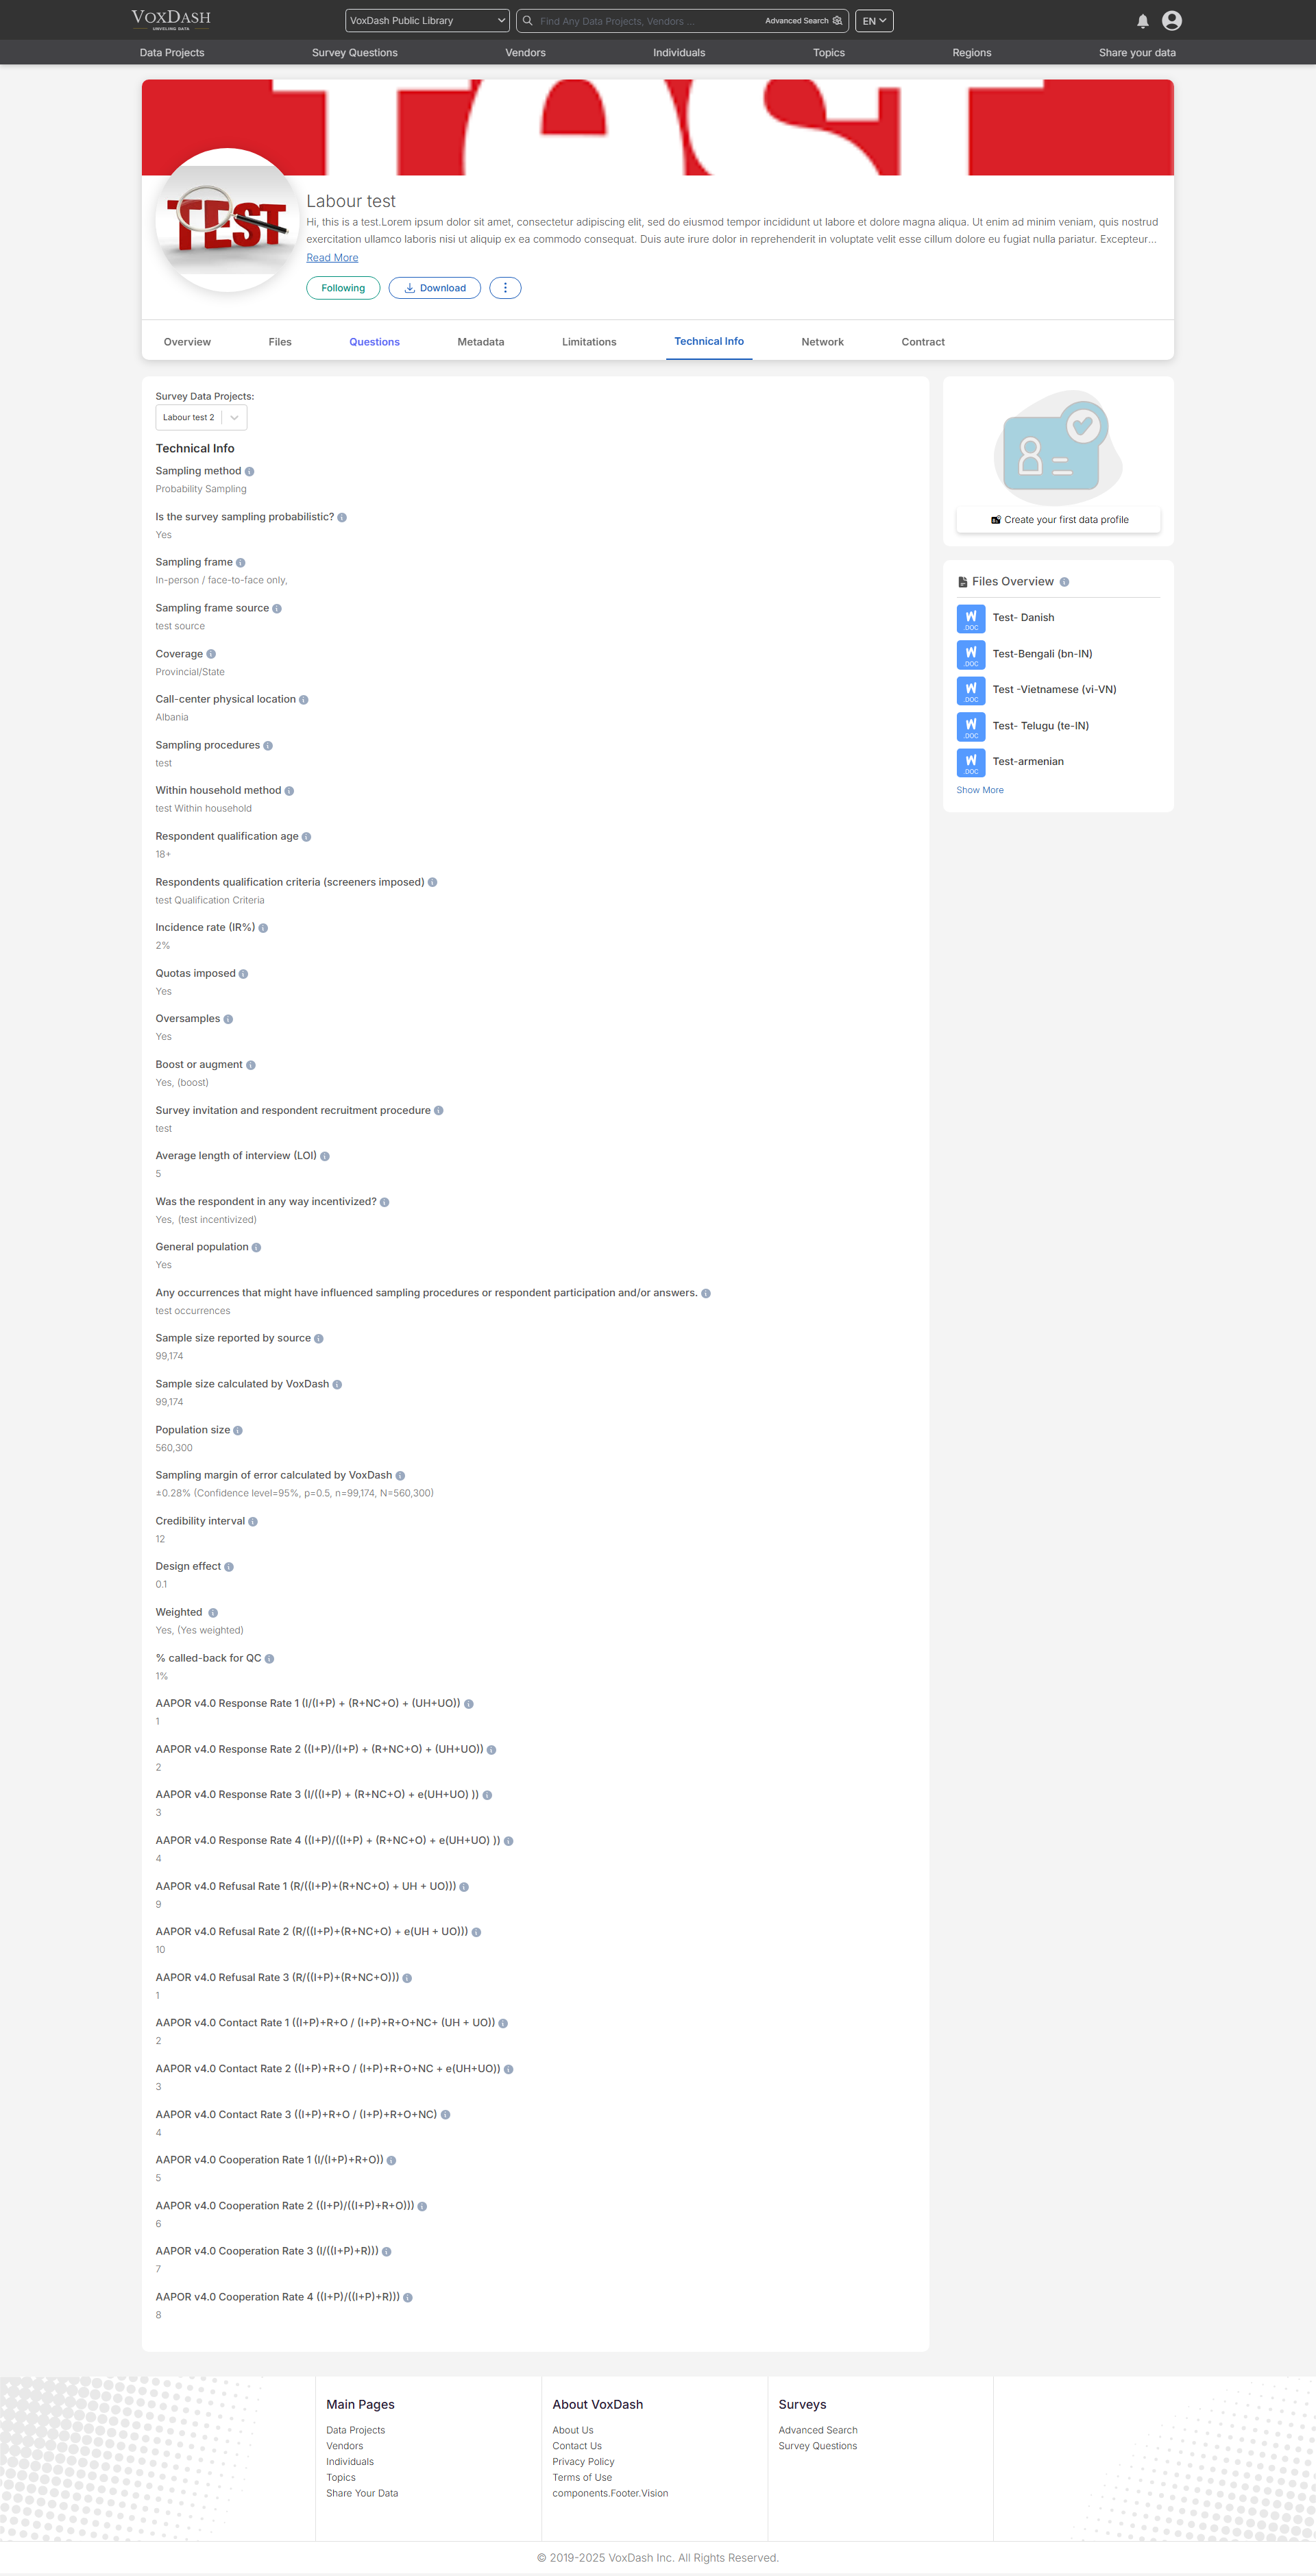 VOXDASH
UNVEILING DATA
VoxDash Public Library
Find Any Data Projects, Vendors ...
Advanced Search
EN
Data Projects
Survey Questions
Vendors
Individuals
Topics
Regions
Share your data
TEST
Labour test
Hi, this is a test.Lorem ipsum dolor sit amet, consectetur adipiscing elit, sed do eiusmod tempor incididunt ut labore et dolore magna aliqua. Ut enim ad minim veniam, quis nostrud
exercitation ullamco laboris nisi ut aliquip ex ea commodo consequat. Duis aute irure dolor in reprehenderit in voluptate velit esse cillum dolore eu fugiat nulla pariatur. Excepteur...
Read More
Following
Download
Overview
Files
Questions
Metadata
Limitations
Technical Info
Network
Contract
Survey Data Projects:
Labour test 2
Technical Info
Sampling method
Probability Sampling
Is the survey sampling probabilistic?
Yes
Sampling frame
In-person / face-to-face only,
Sampling frame source
test source
Coverage
Provincial/State
Call-center physical location
Albania
Sampling procedures
test
Within household method
test Within household
Respondent qualification age
18+
Respondents qualification criteria (screeners imposed)
test Qualification Criteria
Incidence rate (IR%)
2%
Quotas imposed
Yes
Oversamples
Yes
Boost or augment
Yes, (boost)
Survey invitation and respondent recruitment procedure
test
Average length of interview (LOI)
5
Was the respondent in any way incentivized?
Yes, (test incentivized)
General population
Yes
Any occurrences that might have influenced sampling procedures or respondent participation and/or answers.
test occurrences
Sample size reported by source
99,174
Sample size calculated by VoxDash
99,174
Population size
560,300
Sampling margin of error calculated by VoxDash
±0.28% (Confidence level=95%, p=0.5, n=99,174, N=560,300)
Credibility interval
12
Design effect
0.1
Weighted
Yes, (Yes weighted)
% called-back for QC
1%
AAPOR v4.0 Response Rate 1 (I/(I+P) + (R+NC+O) + (UH+UO))
1
AAPOR v4.0 Response Rate 2 ((I+P)/(I+P) + (R+NC+O) + (UH+UO))
2
AAPOR v4.0 Response Rate 3 (I/((I+P) + (R+NC+O) + e(UH+UO) ))
3
AAPOR v4.0 Response Rate 4 ((I+P)/((I+P) + (R+NC+O) + e(UH+UO) ))
4
AAPOR v4.0 Refusal Rate 1 (R/((I+P)+(R+NC+O) + UH + UO)))
9
AAPOR v4.0 Refusal Rate 2 (R/((I+P)+(R+NC+O) + e(UH + UO)))
10
AAPOR v4.0 Refusal Rate 3 (R/((I+P)+(R+NC+O)))
1
AAPOR v4.0 Contact Rate 1 ((I+P)+R+O / (I+P)+R+O+NC+ (UH + UO))
2
AAPOR v4.0 Contact Rate 2 ((I+P)+R+O / (I+P)+R+O+NC + e(UH+UO))
3
AAPOR v4.0 Contact Rate 3 ((I+P)+R+O / (I+P)+R+O+NC)
4
AAPOR v4.0 Cooperation Rate 1 (I/(I+P)+R+O))
5
AAPOR v4.0 Cooperation Rate 2 ((I+P)/((I+P)+R+O)))
6
AAPOR v4.0 Cooperation Rate 3 (I/((I+P)+R)))
7
AAPOR v4.0 Cooperation Rate 4 ((I+P)/((I+P)+R)))
8
Create your first data profile
Files Overview
W .DOC Test- Danish
W .DOC Test-Bengali (bn-IN)
W .DOC Test -Vietnamese (vi-VN)
W .DOC Test- Telugu (te-IN)
W .DOC Test-armenian
Show More
Main Pages
Data Projects
Vendors
Individuals
Topics
Share Your Data
About VoxDash
About Us
Contact Us
Privacy Policy
Terms of Use
components.Footer.Vision
Surveys
Advanced Search
Survey Questions
© 2019-2025 VoxDash Inc. All Rights Reserved.